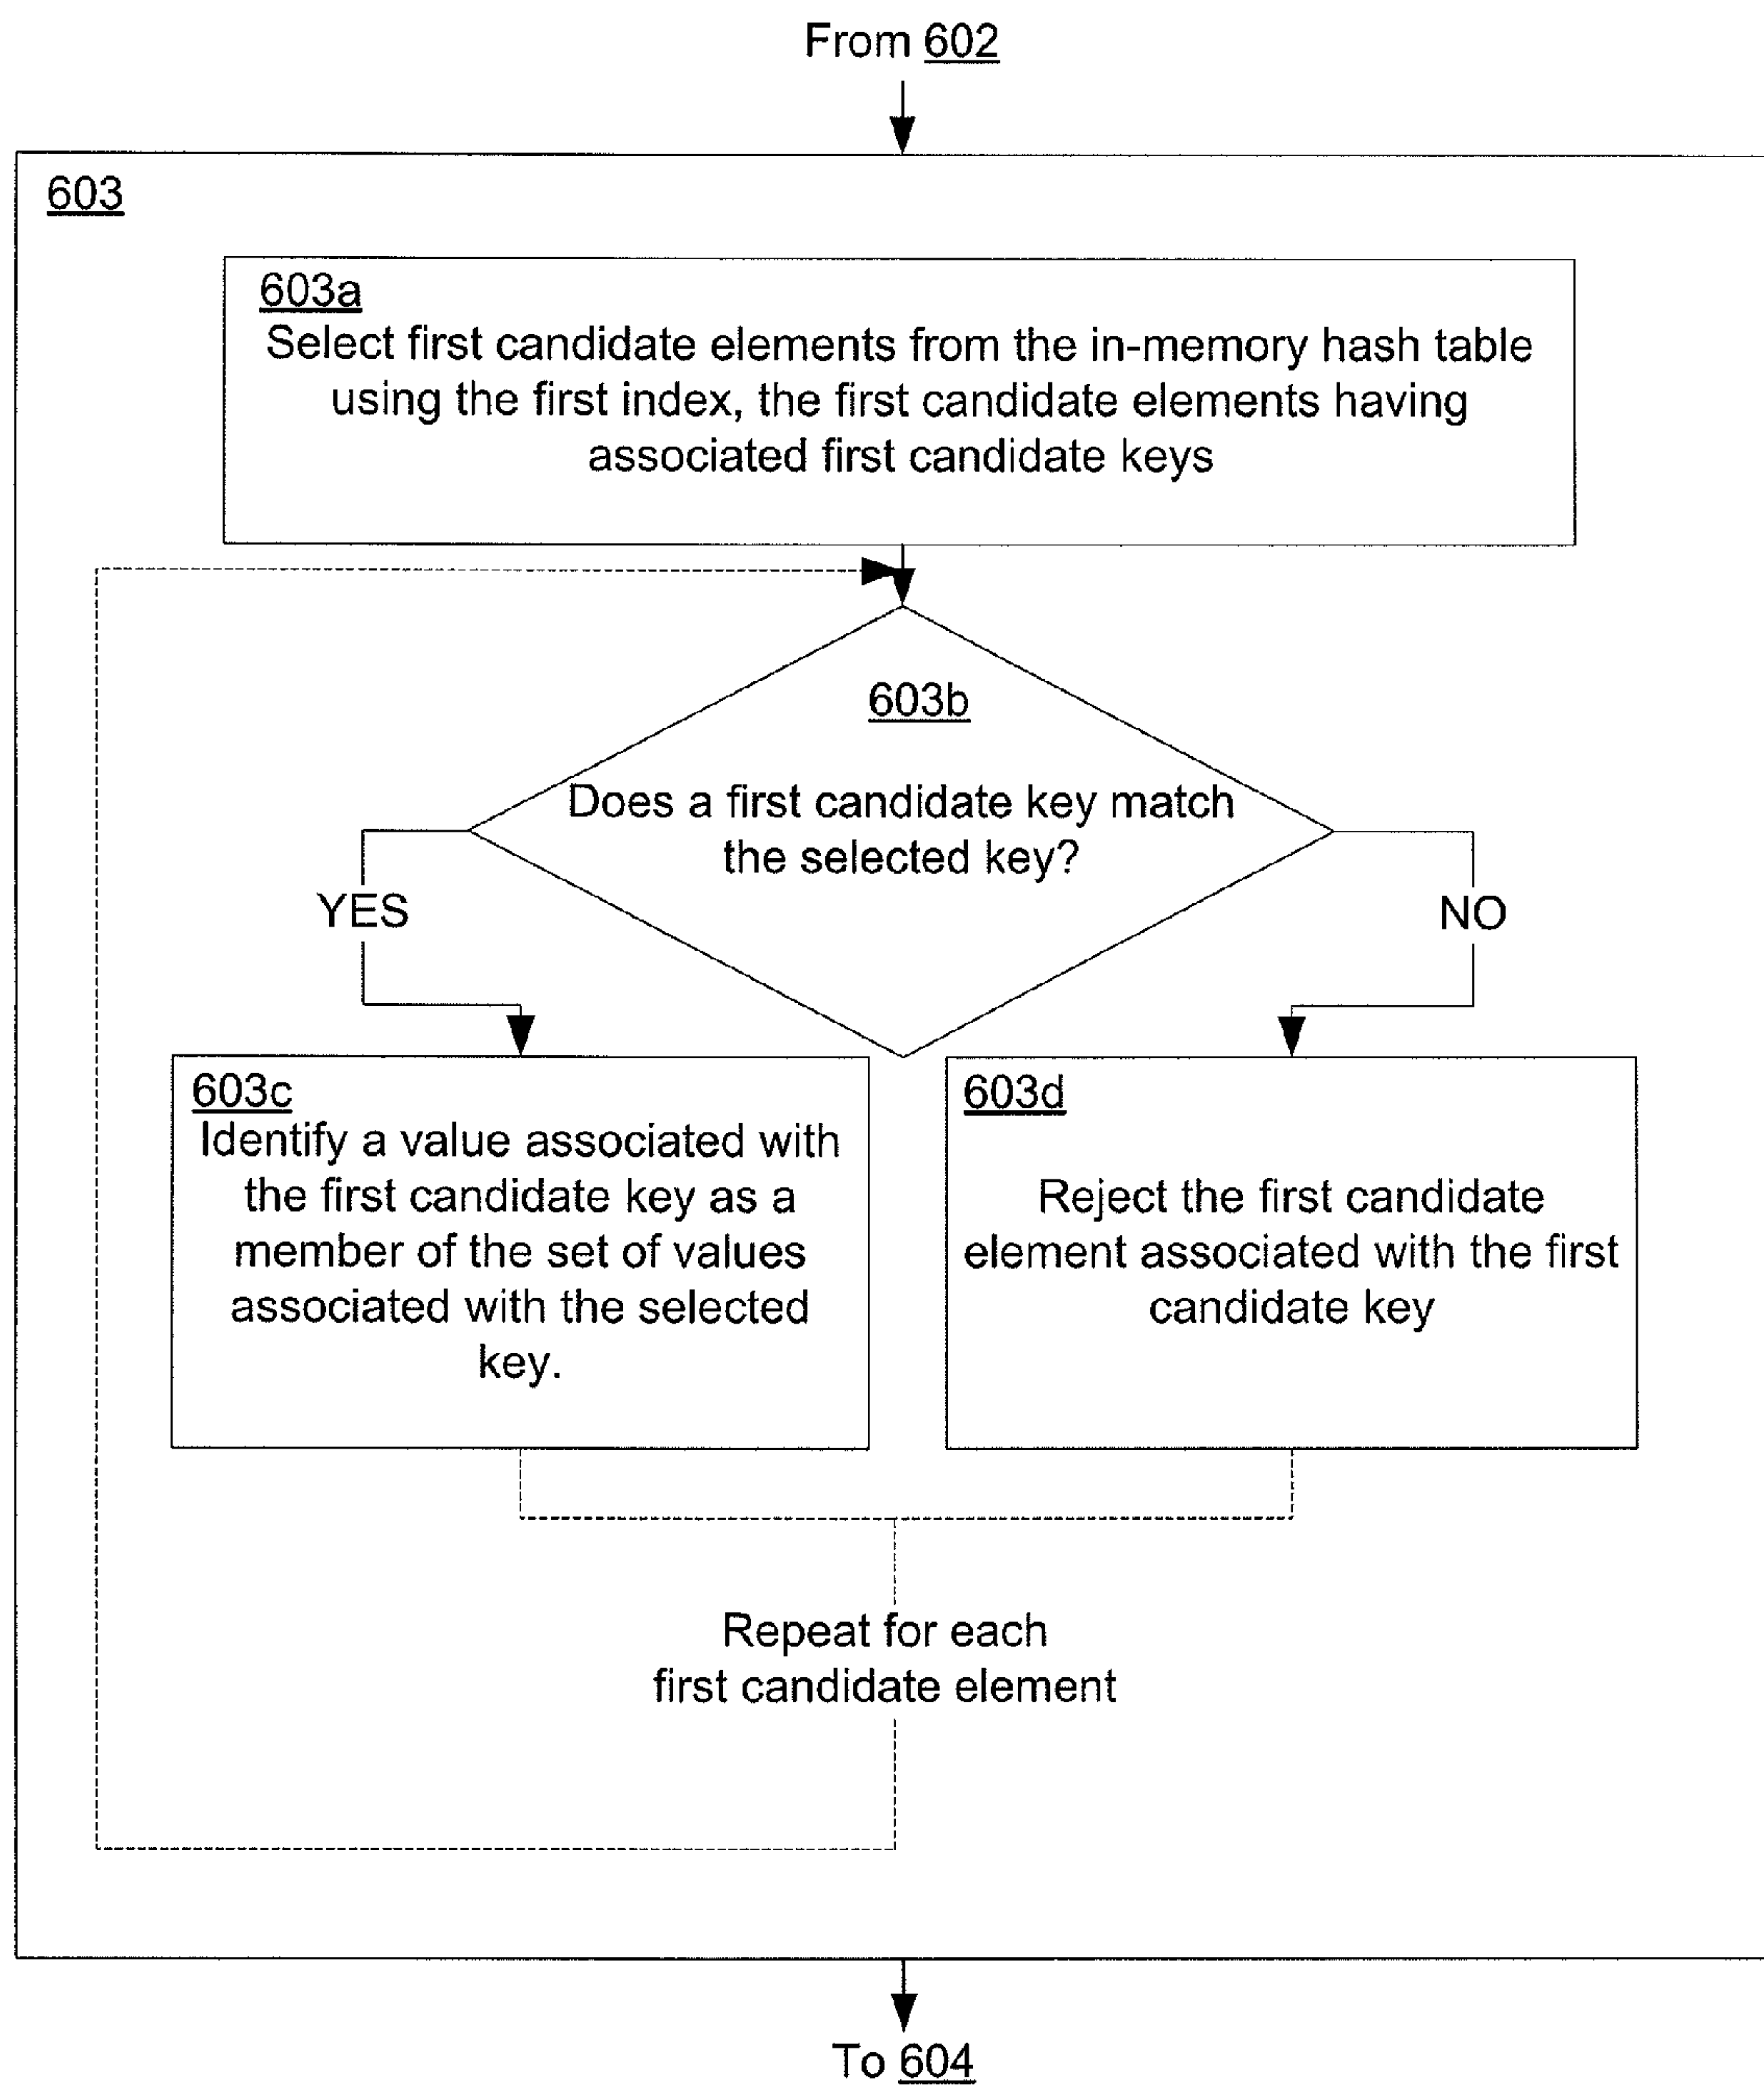 From 602
603
603a
Select first candidate elements from the in-memory hash table
using the first index, the first candidate elements having
associated first candidate keys
603b
Does a first candidate key match
the selected key?
YES
NO
603c
Identify a value associated with
the first candidate key as a
member of the set of values
associated with the selected
key.
603d
Reject the first candidate
element associated with the first
candidate key
Repeat for each
first candidate element
To 604